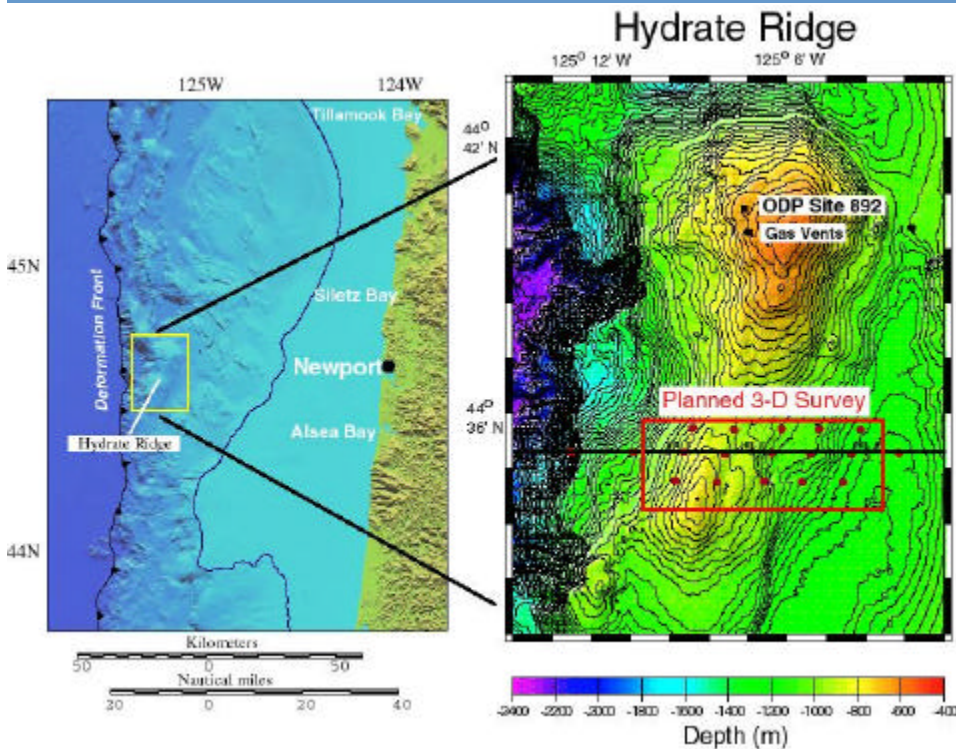 Hydrate Ridge
125W
124W
125° 12' W
125° 6' W
Tillamook Bay
44°
42' N
ODP Site 892
Gas Vents
45N
Siletz Bay
Deformation Front
Newport
Planned 3-D Survey
44°
36' N
Alsea Bay
Hydrate Ridge
44N
Kilometers
50 0 50
Nautical miles
20 0 20 40
-2400 -2200 -2000 -1800 -1600 -1400 -1200 -1000 -800 -600 -400
Depth (m)